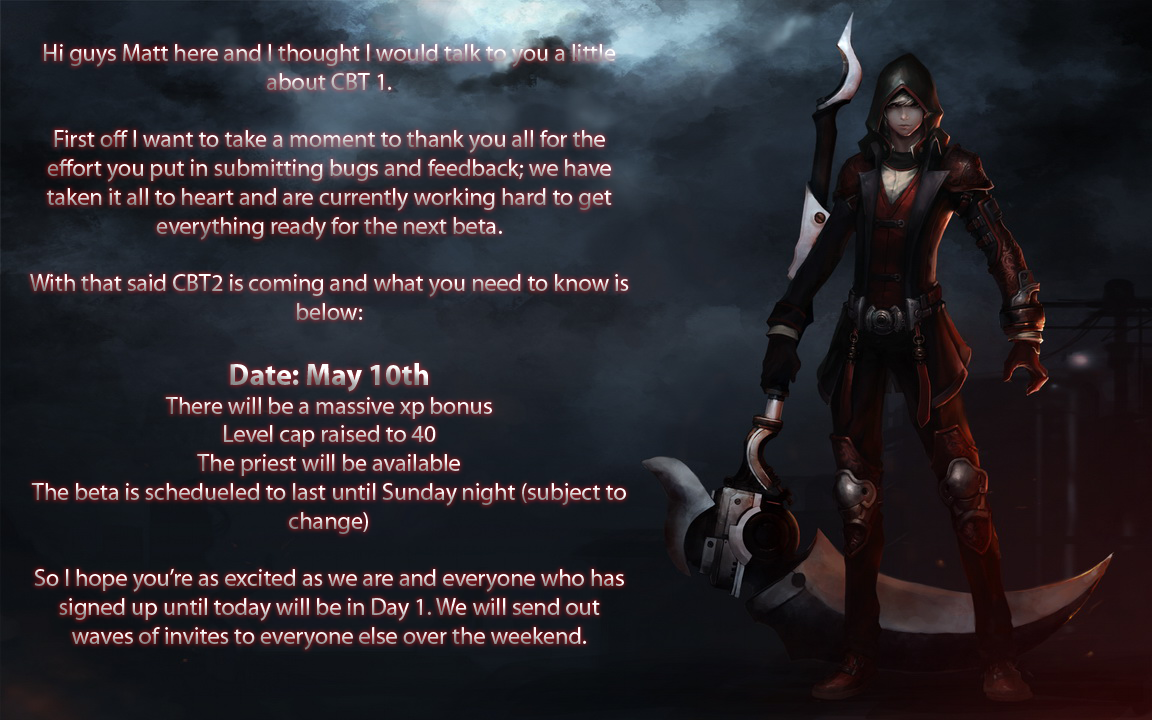 Hi guys Matt here and I thought I would talk to you a little
about CBT 1.
First off I want to take a moment to thank you all for the
effort you put in submitting bugs and feedback; we have
taken it all to heart and are currently working hard to get
everything ready for the next beta.
With that said CBT2 is coming and what you need to know is
below:
Date: May 10th
There will be a massive xp bonus
Level cap raised to 40
The priest will be available
The beta is schedueled to last until Sunday night (subject to
change)
So I hope you're as excited as we are and everyone who has
signed up until today will be in Day 1. We will send out
waves of invites to everyone else over the weekend.